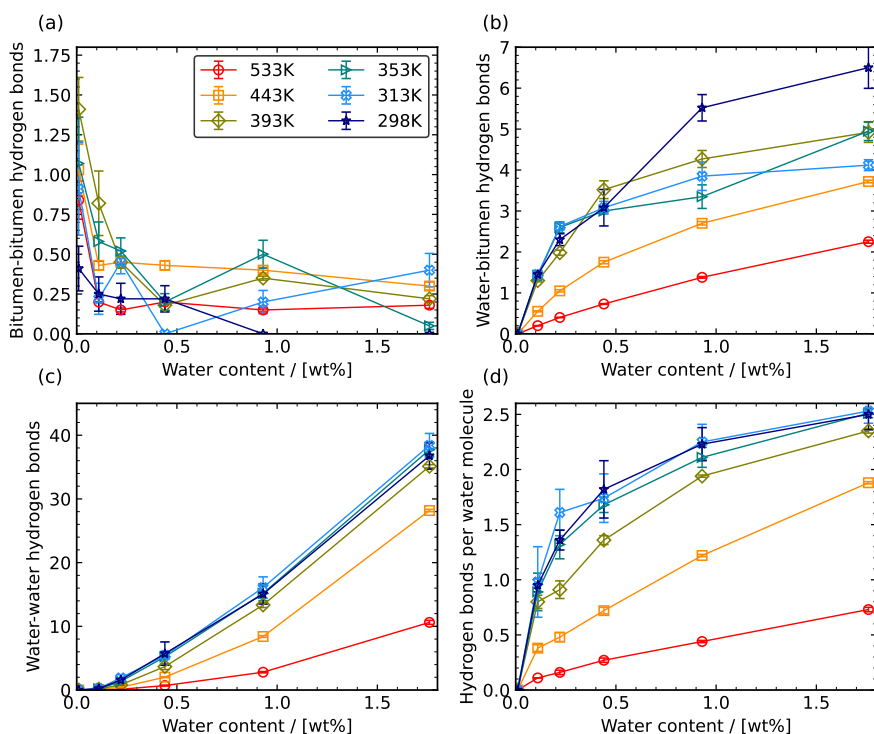 (a)
Bitumen-bitumen hydrogen bonds
1.75
1.50
1.25
1.00
0.75
0.50
0.25
0.00
0.0 0.5 1.0 1.5
Water content / [wt%]
533K 353K
443K 313K
393K 298K
(b)
Water-bitumen hydrogen bonds
7
6
5
4
3
2
1
0
0.0 0.5 1.0 1.5
Water content / [wt%]
(c)
Water-water hydrogen bonds
40
30
20
10
0
0.0 0.5 1.0 1.5
Water content / [wt%]
(d)
Hydrogen bonds per water molecule
2.5
2.0
1.5
1.0
0.5
0.0
0.0 0.5 1.0 1.5
Water content / [wt%]